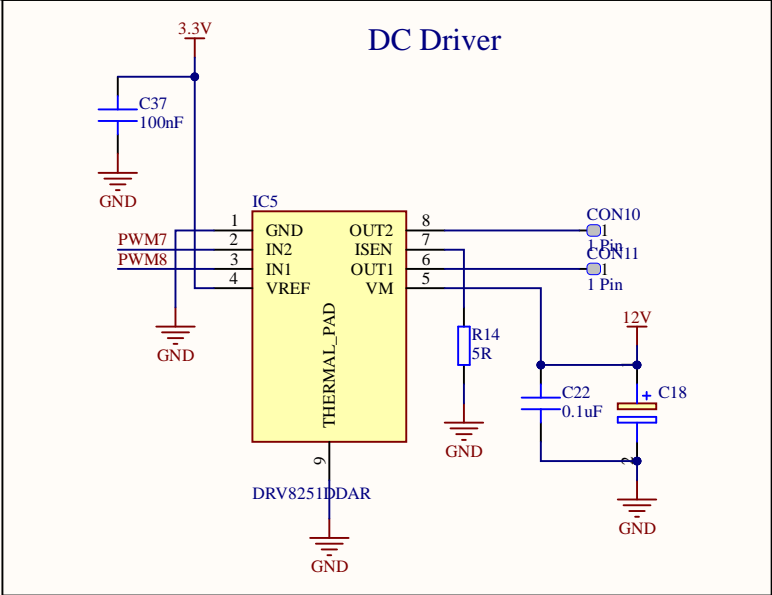 DC Driver
3.3V
C37
100nF
GND
IC5
1 GND OUT2 8
PWM7 2 IN2 ISEN 7
PWM8 3 IN1 OUT1 6
4 VREF VM 5
THERMAL_PAD
9
DRV8251DDAR
GND
GND
CON10
1
1 Pin
CON11
1
1 Pin
R14
5R
GND
12V
C22
0.1uF
+ C18
2
GND